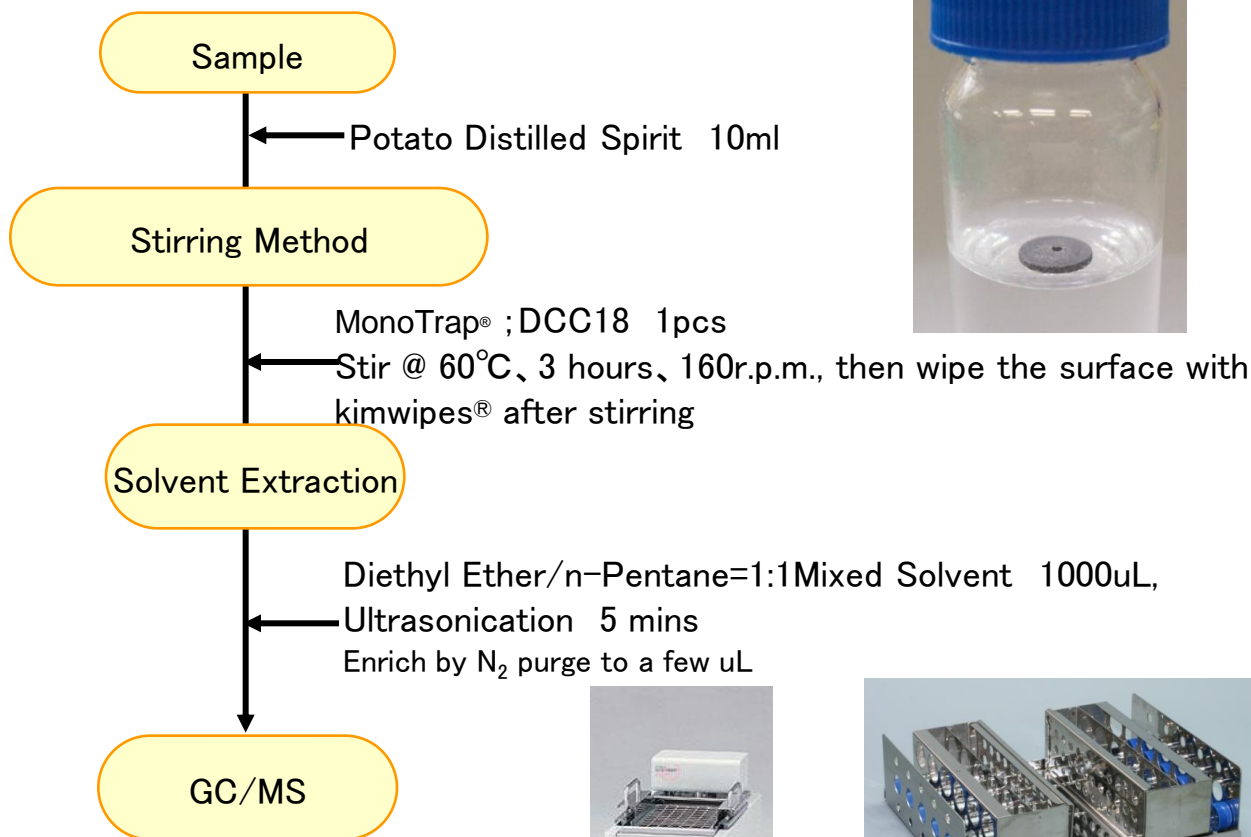 Sample
Potato Distilled Spirit 10ml
Stirring Method
MonoTrap® ;DCC18 1pcs
Stir @ 60℃、3 hours、160r.p.m., then wipe the surface with
kimwipes® after stirring
Solvent Extraction
Diethyl Ether/n-Pentane=1:1Mixed Solvent 1000uL,
Ultrasonication 5 mins
Enrich by N₂ purge to a few uL
GC/MS